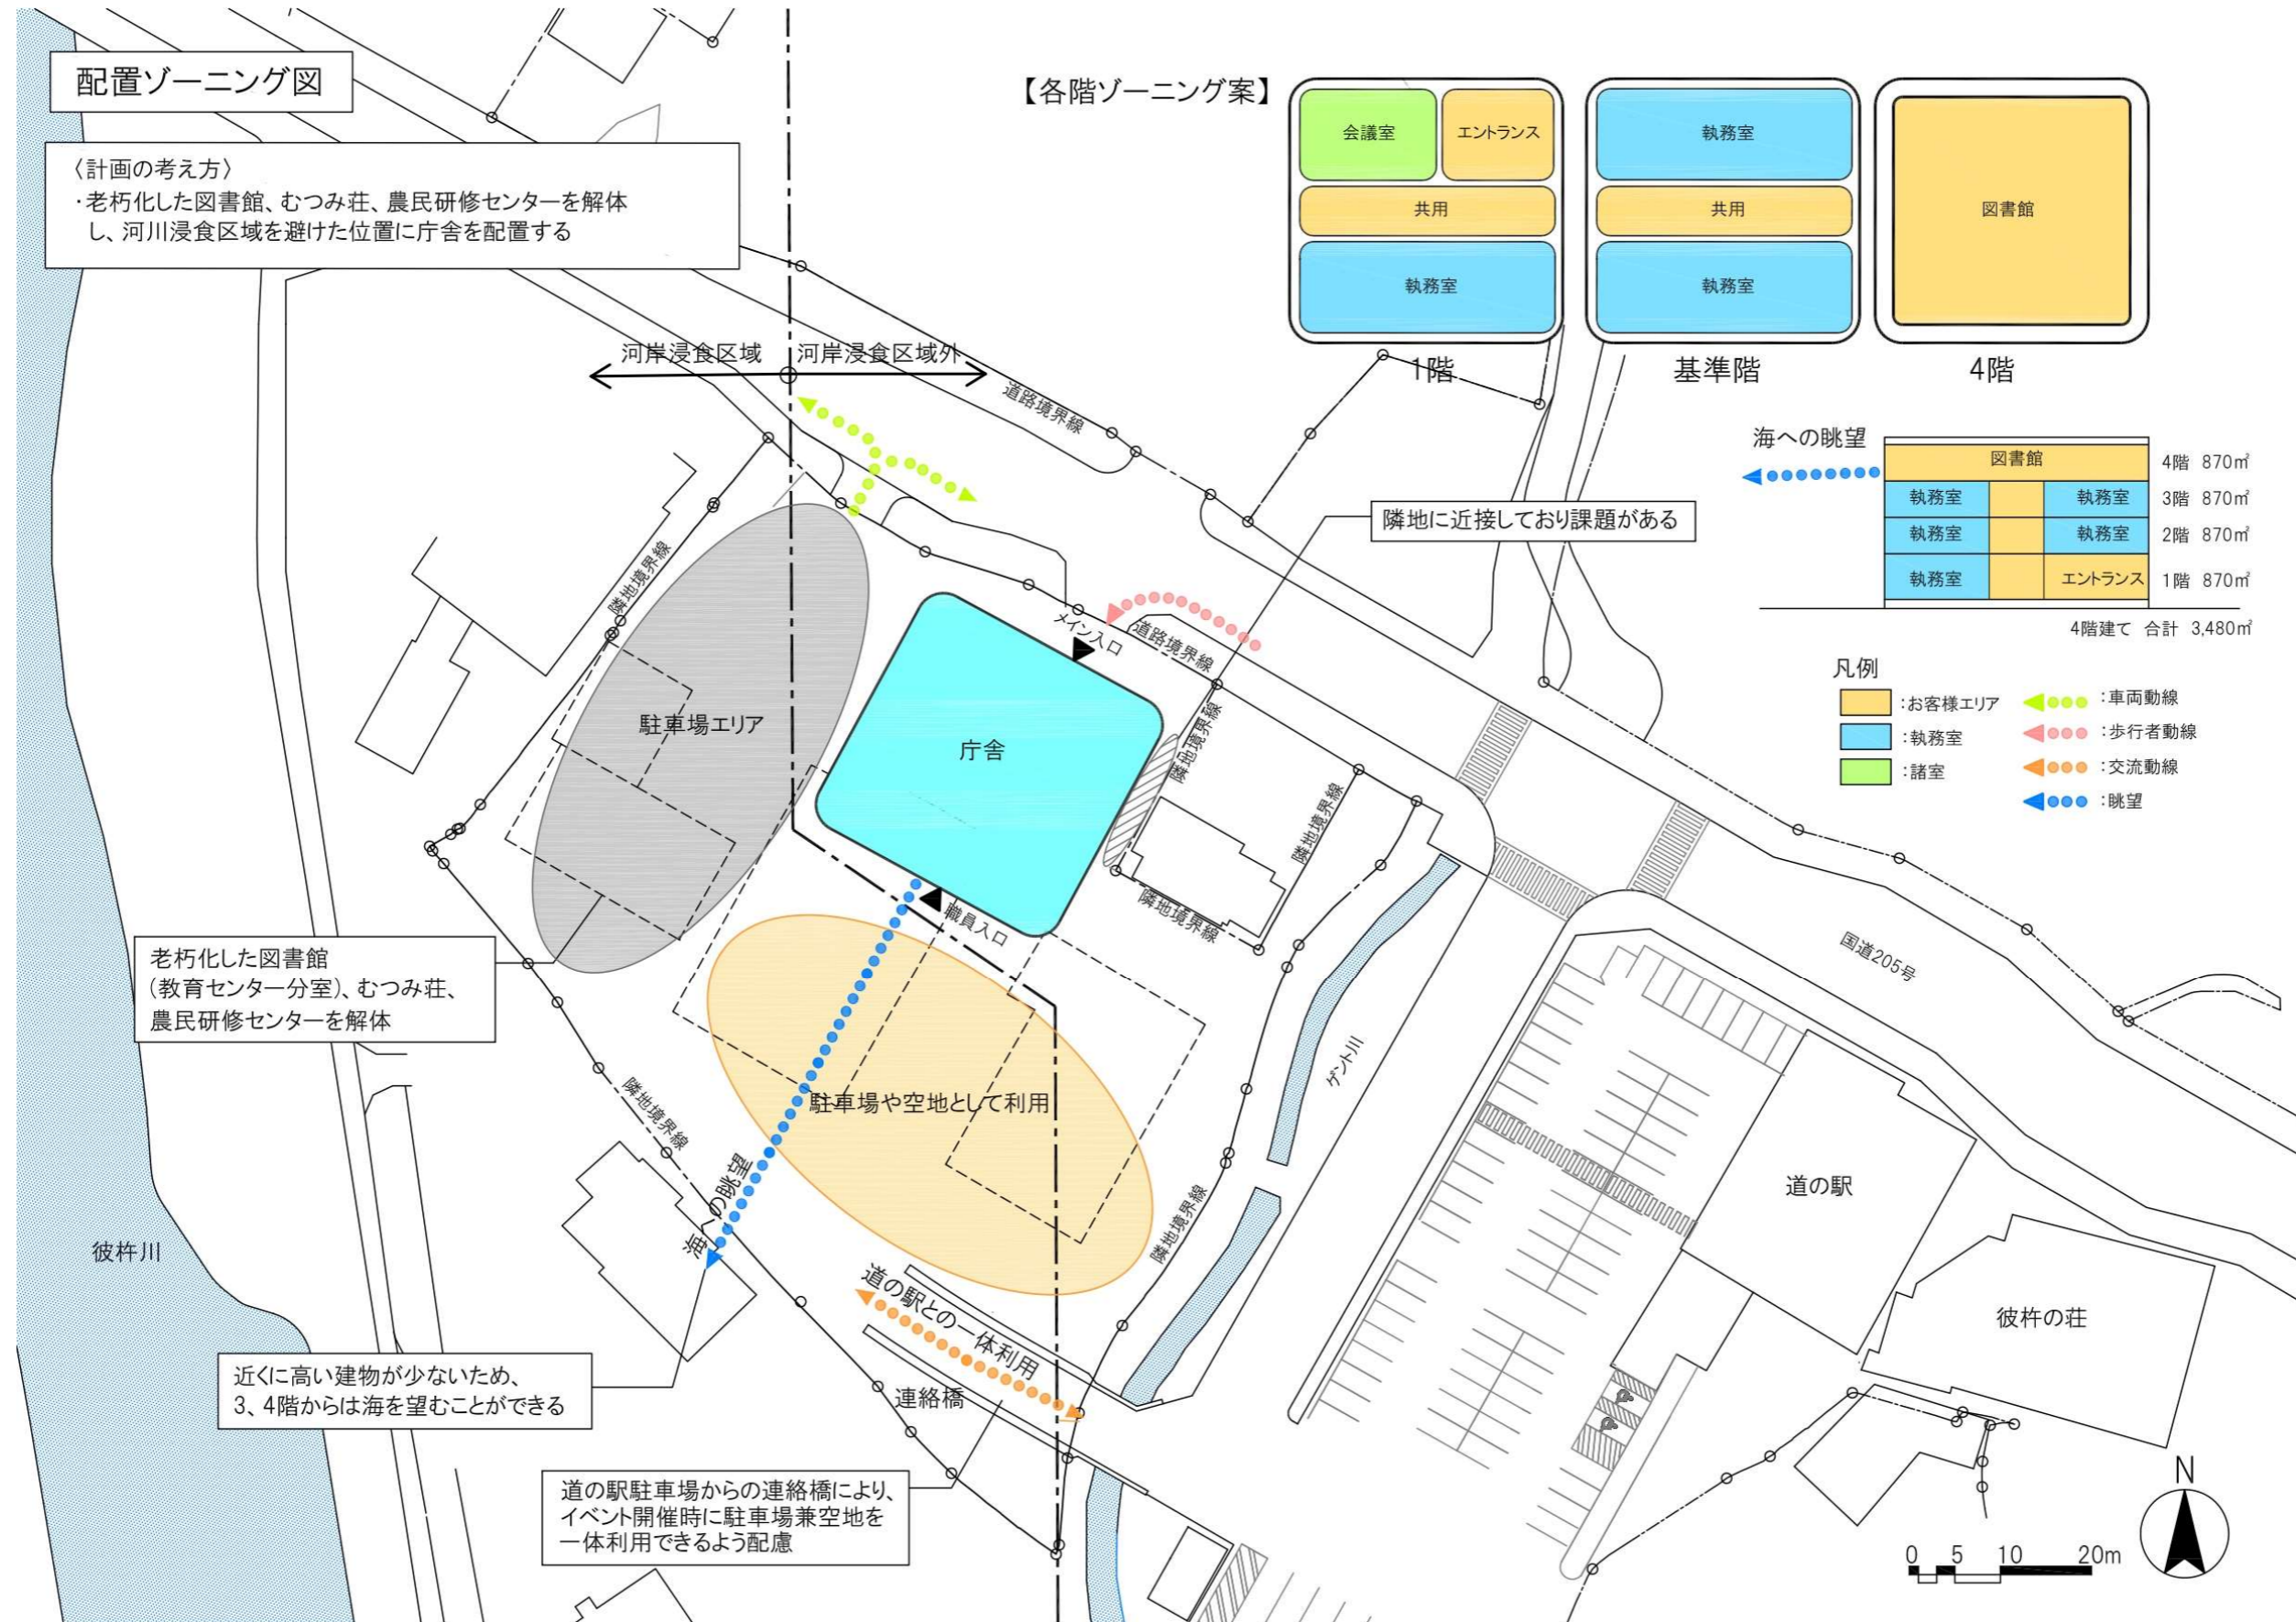 配置ゾーニング図
〈計画の考え方〉
・老朽化した図書館、むつみ荘、農民研修センターを解体
し、河川浸食区域を避けた位置に庁舎を配置する
【各階ゾーニング案】
会議室
エントランス
共用
執務室
1階
執務室
共用
執務室
基準階
図書館
4階
海への眺望
図書館
4階 870㎡
執務室
執務室
3階 870㎡
執務室
執務室
2階 870㎡
執務室
エントランス
1階 870㎡
4階建て 合計 3,480㎡
凡例
:お客様エリア
:車両動線
:執務室
:歩行者動線
:諸室
:交流動線
:眺望
河岸浸食区域
河岸浸食区域外
道路境界線
隣地に近接しており課題がある
隣地境界線
メイン入口
道路境界線
隣地境界線
駐車場エリア
庁舎
隣地境界線
隣地境界線
職員入口
老朽化した図書館
(教育センター分室)、むつみ荘、
農民研修センターを解体
国道205号
ゲント川
隣地境界線
駐車場や空地として利用
海への眺望
隣地境界線
道の駅
彼杵川
道の駅との一体利用
彼杵の荘
近くに高い建物が少ないため、
3、4階からは海を望むことができる
連絡橋
道の駅駐車場からの連絡橋により、
イベント開催時に駐車場兼空地を
一体利用できるよう配慮
N
0 5 10 20m